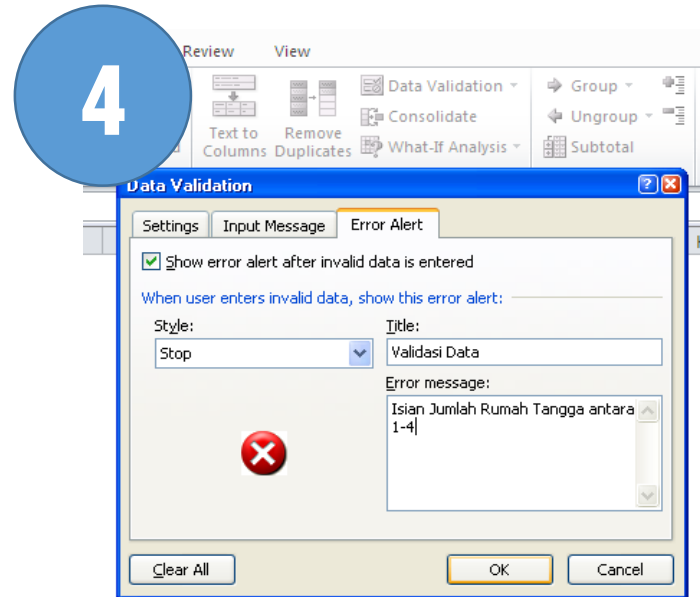 4
Review View
Data Validation Group
Consolidate Ungroup
Text to Columns Remove Duplicates What-If Analysis Subtotal
Data Validation
Settings Input Message Error Alert
Show error alert after invalid data is entered
When user enters invalid data, show this error alert:
Style: Title:
Stop Validasi Data
Error message:
Isian Jumlah Rumah Tangga antara
1-4
Clear All OK Cancel